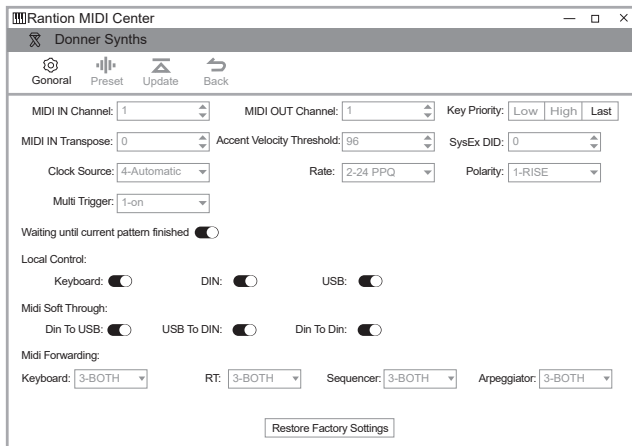 Rantion MIDI Center
Donner Synths
Gonoral Preset Update Back
MIDI IN Channel: 1 MIDI OUT Channel: 1 Key Priority: Low High Last
MIDI IN Transpose: 0 Accent Velocity Threshold: 96 SysEx DID: 0
Clock Source: 4-Automatic Rate: 2-24 PPQ Polarity: 1-RISE
Multi Trigger: 1-on
Waiting until current pattern finished
Local Control:
Keyboard: DIN: USB:
Midi Soft Through:
Din To USB: USB To DIN: Din To Din:
Midi Forwarding:
Keyboard: 3-BOTH RT: 3-BOTH Sequencer: 3-BOTH Arpeggiator: 3-BOTH
Restore Factory Settings